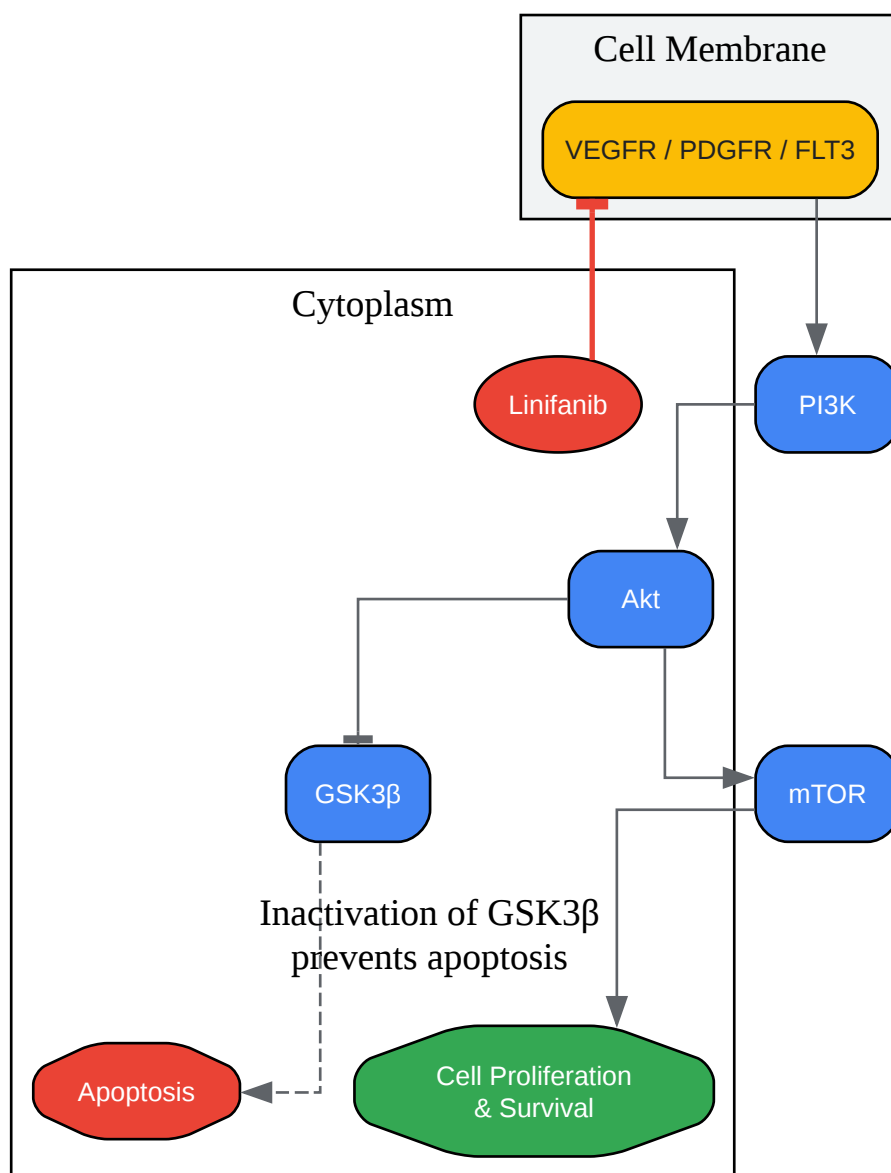 Cell Membrane
VEGFR / PDGFR / FLT3
Cytoplasm
Linifanib
PI3K
Akt
GSK3β
mTOR
Inactivation of GSK3β
prevents apoptosis
Apoptosis
Cell Proliferation
& Survival